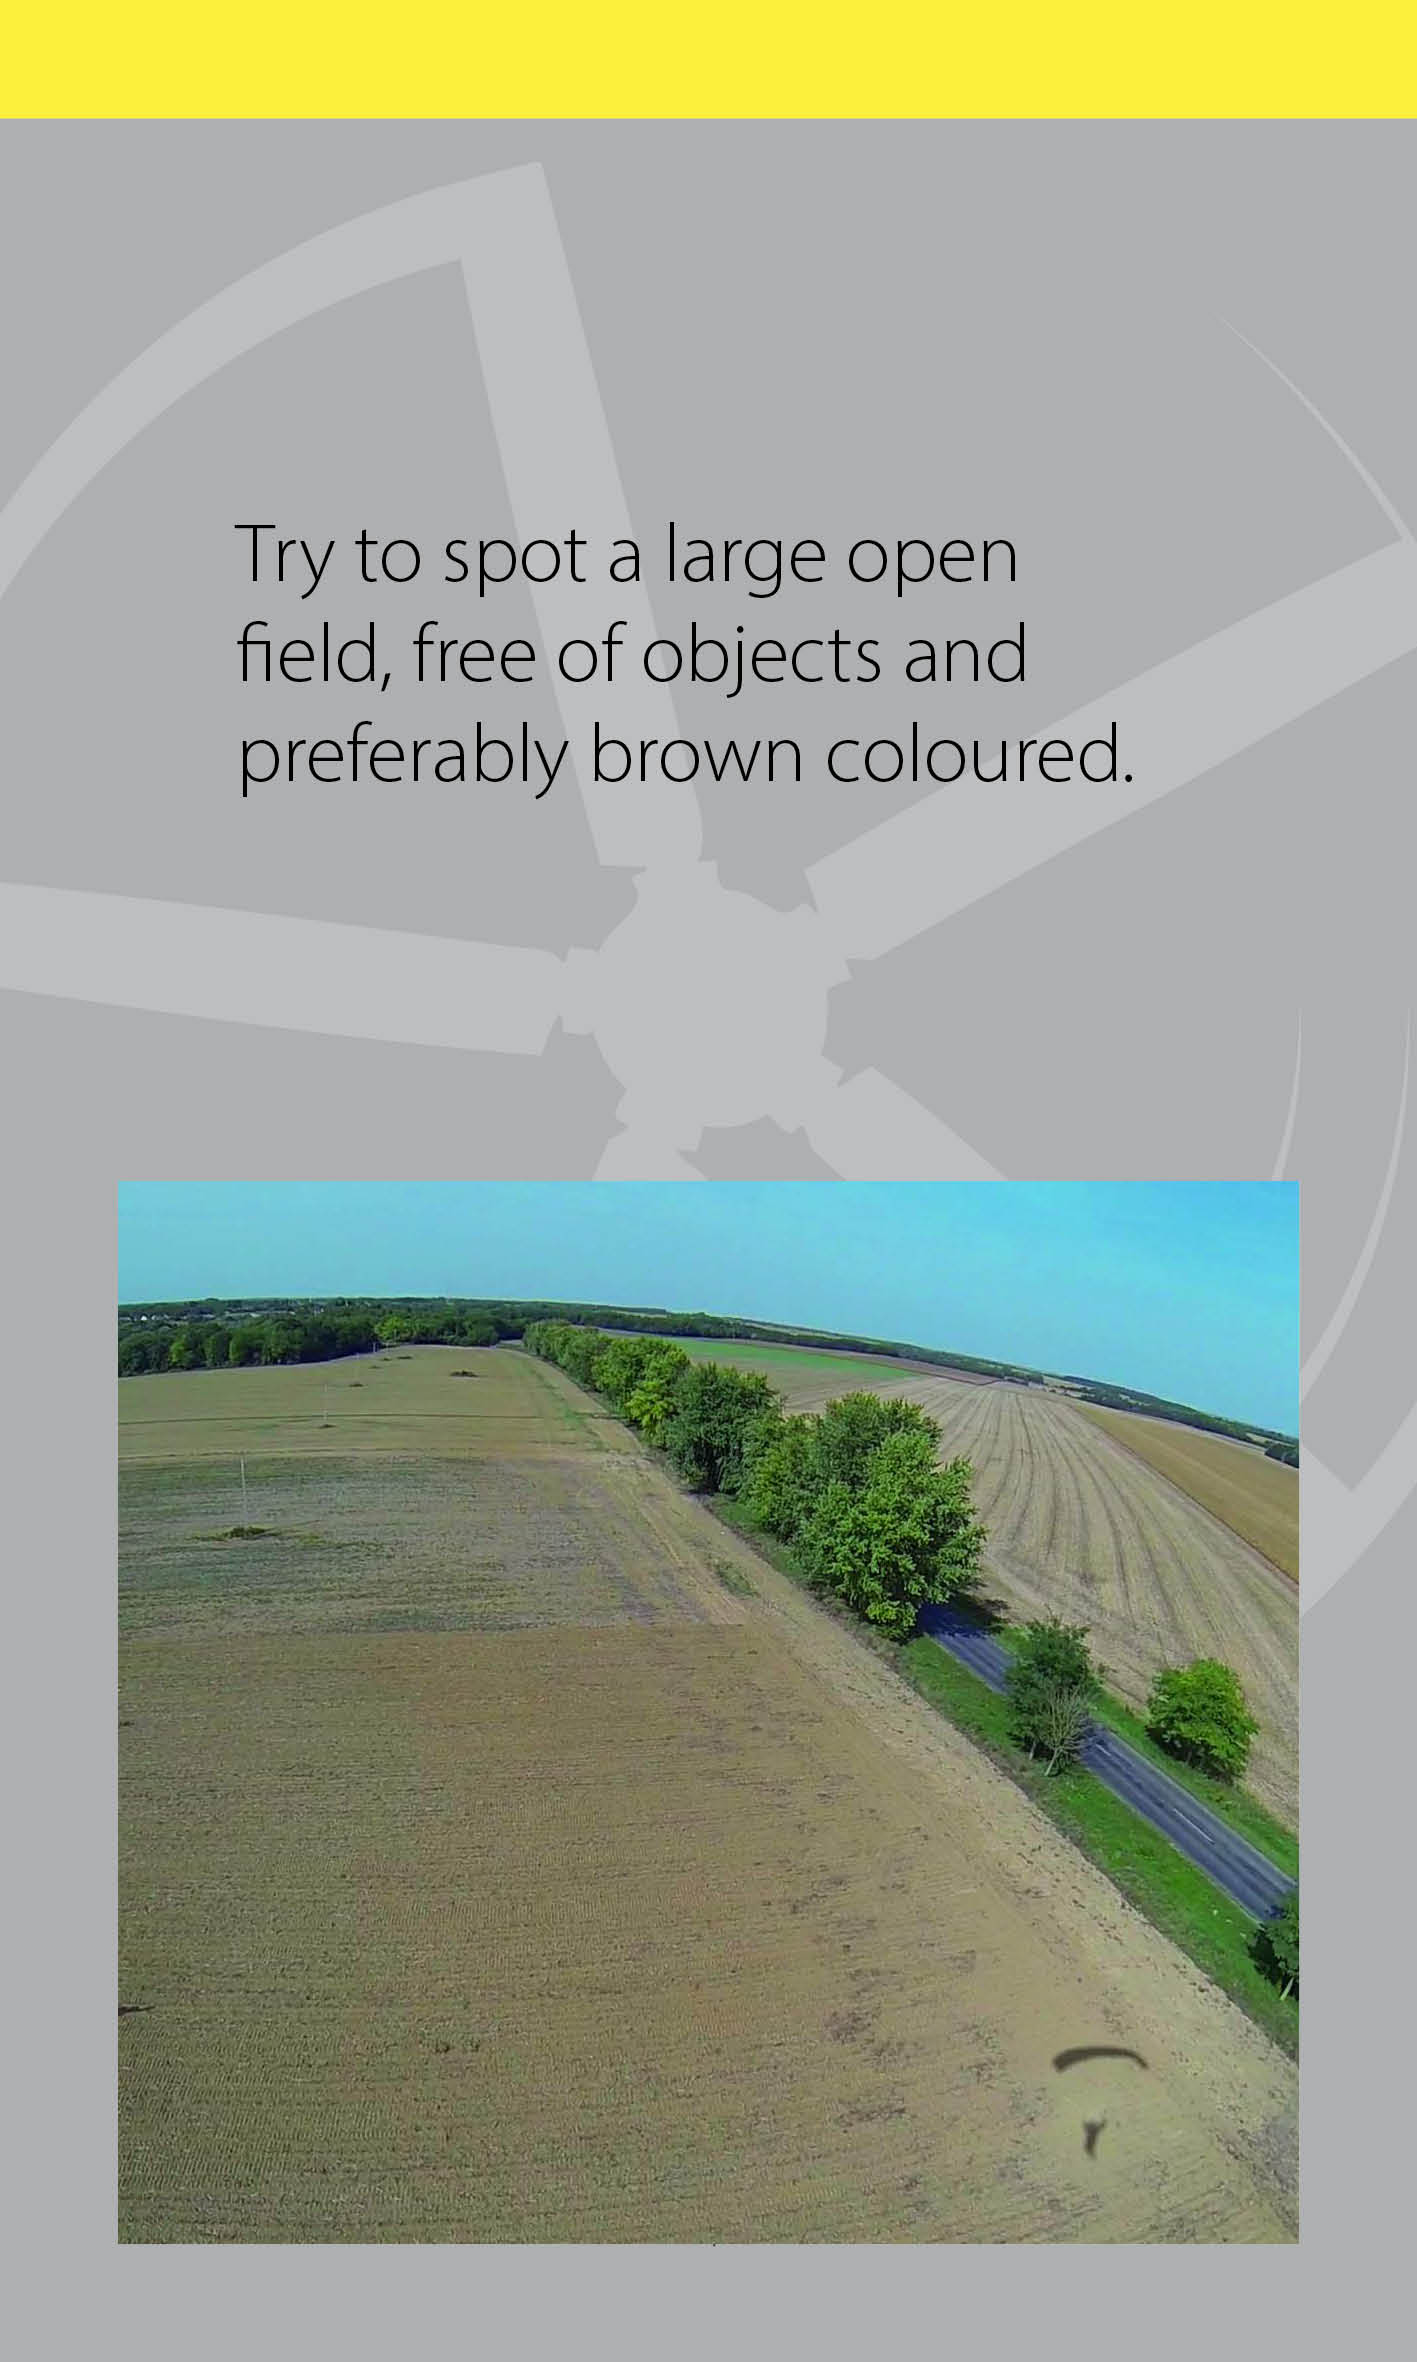 Try to spot a large open
field, free of objects and
preferably brown coloured.